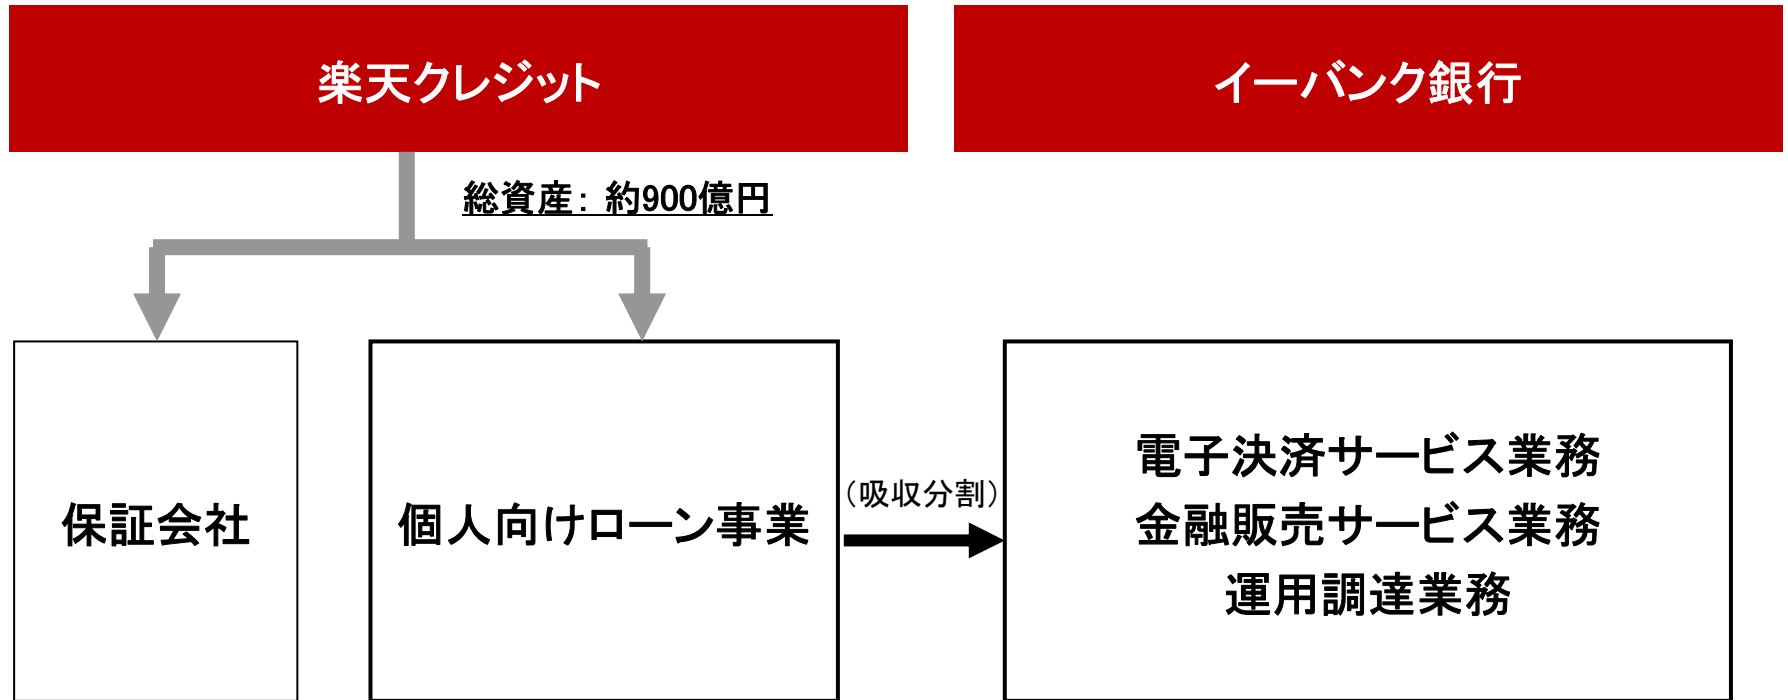 楽天クレジット
イーバンク銀行
総資産: 約900億円
保証会社
個人向けローン事業
(吸収分割)
電子決済サービス業務
金融販売サービス業務
運用調達業務